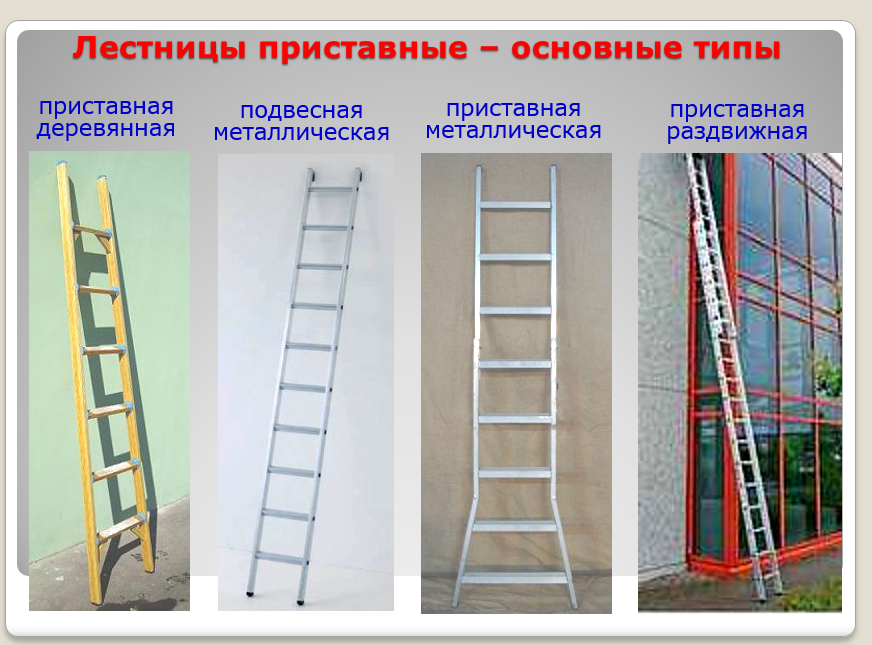 Лестницы приставные – основные типы
приставная
деревянная
подвесная
металлическая
приставная
металлическая
приставная
раздвижная